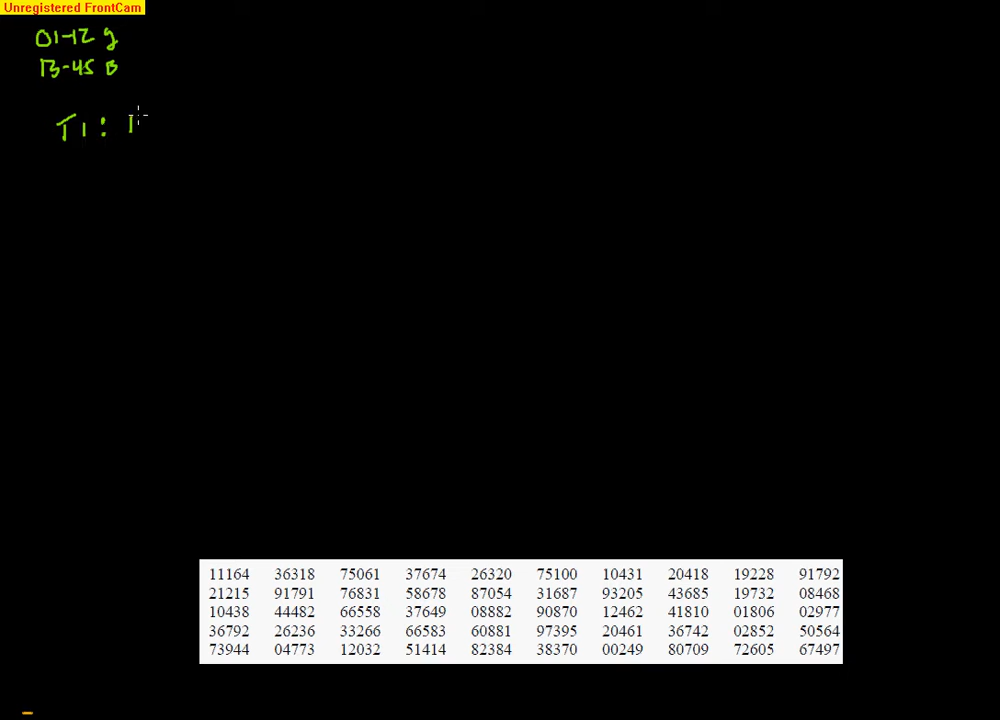 Unregistered FrontCam
01-12 g
13-45 B
T1: 1
11164 36318 75061 37674 26320 75100 10431 20418 19228 91792
21215 91791 76831 58678 87054 31687 93205 43685 19732 08468
10438 44482 66558 37649 08882 90870 12462 41810 01806 02977
36792 26236 33266 66583 60881 97395 20461 36742 02852 50564
73944 04773 12032 51414 82384 38370 00249 80709 72605 67497